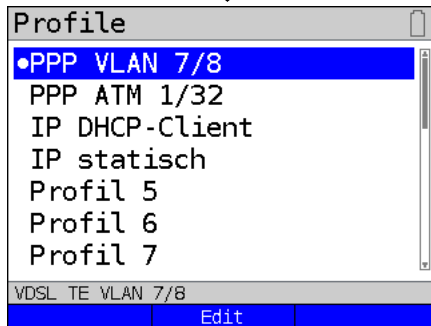 Profile
●PPP VLAN 7/8
PPP ATM 1/32
IP DHCP-Client
IP statisch
Profil 5
Profil 6
Profil 7
VDSL TE VLAN 7/8
Edit